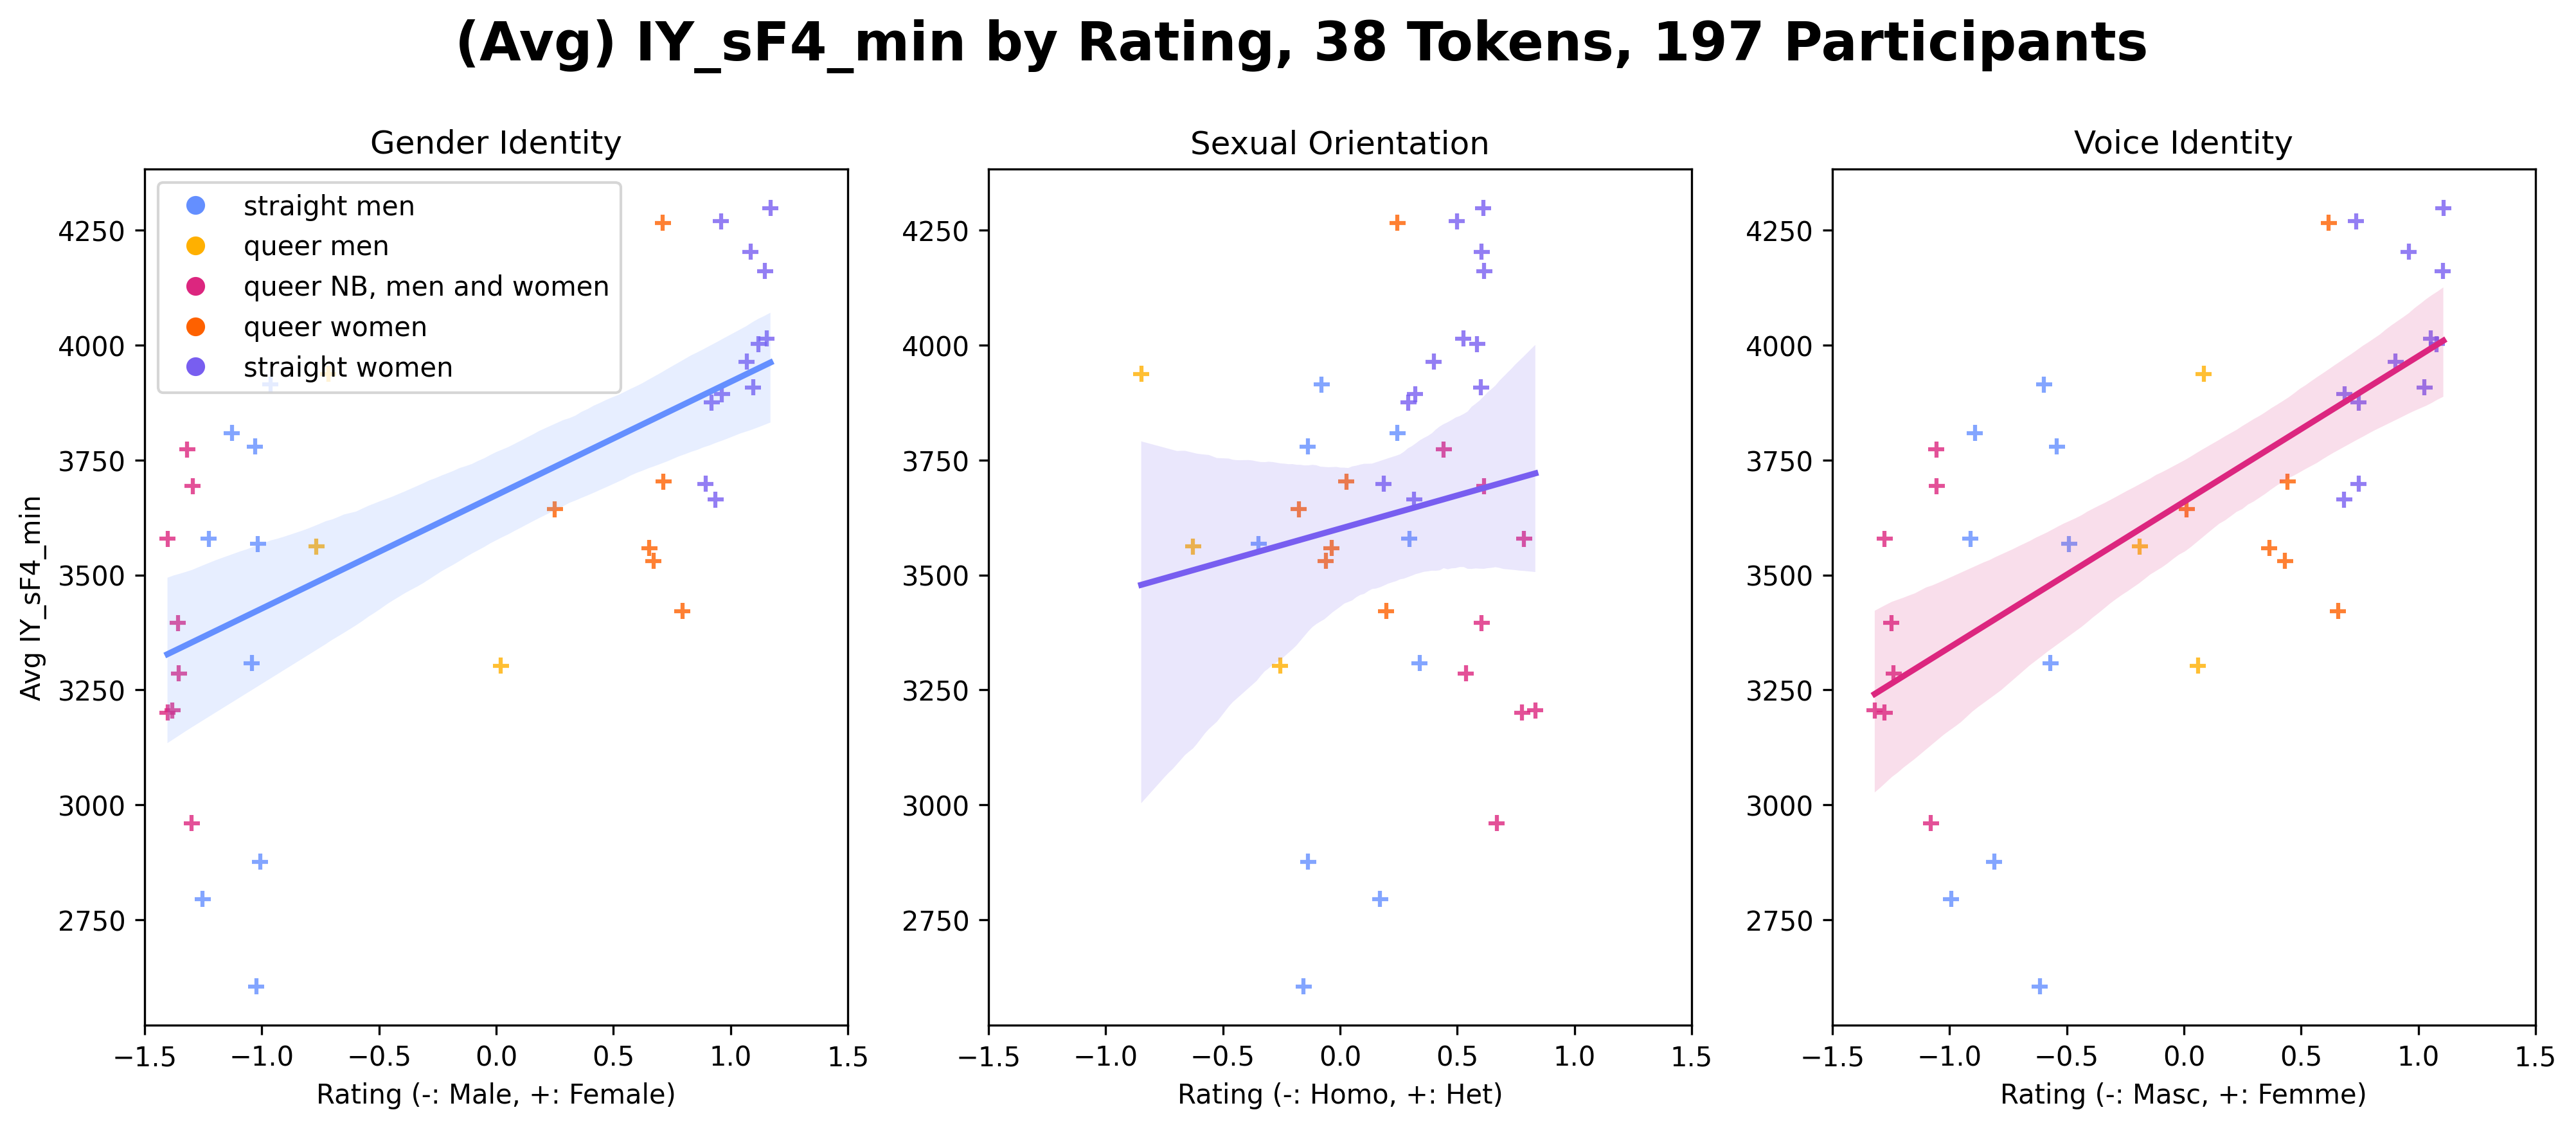 (Avg) IY_sF4_min by Rating, 38 Tokens, 197 Participants
Gender Identity
straight men
queer men
queer NB, men and women
queer women
straight women
4250
4000
3750
3500
3250
3000
2750
Avg IY_sF4_min
−1.5 −1.0 −0.5 0.0 0.5 1.0 1.5
Rating (-: Male, +: Female)
Sexual Orientation
4250
4000
3750
3500
3250
3000
2750
−1.5 −1.0 −0.5 0.0 0.5 1.0 1.5
Rating (-: Homo, +: Het)
Voice Identity
4250
4000
3750
3500
3250
3000
2750
−1.5 −1.0 −0.5 0.0 0.5 1.0 1.5
Rating (-: Masc, +: Femme)